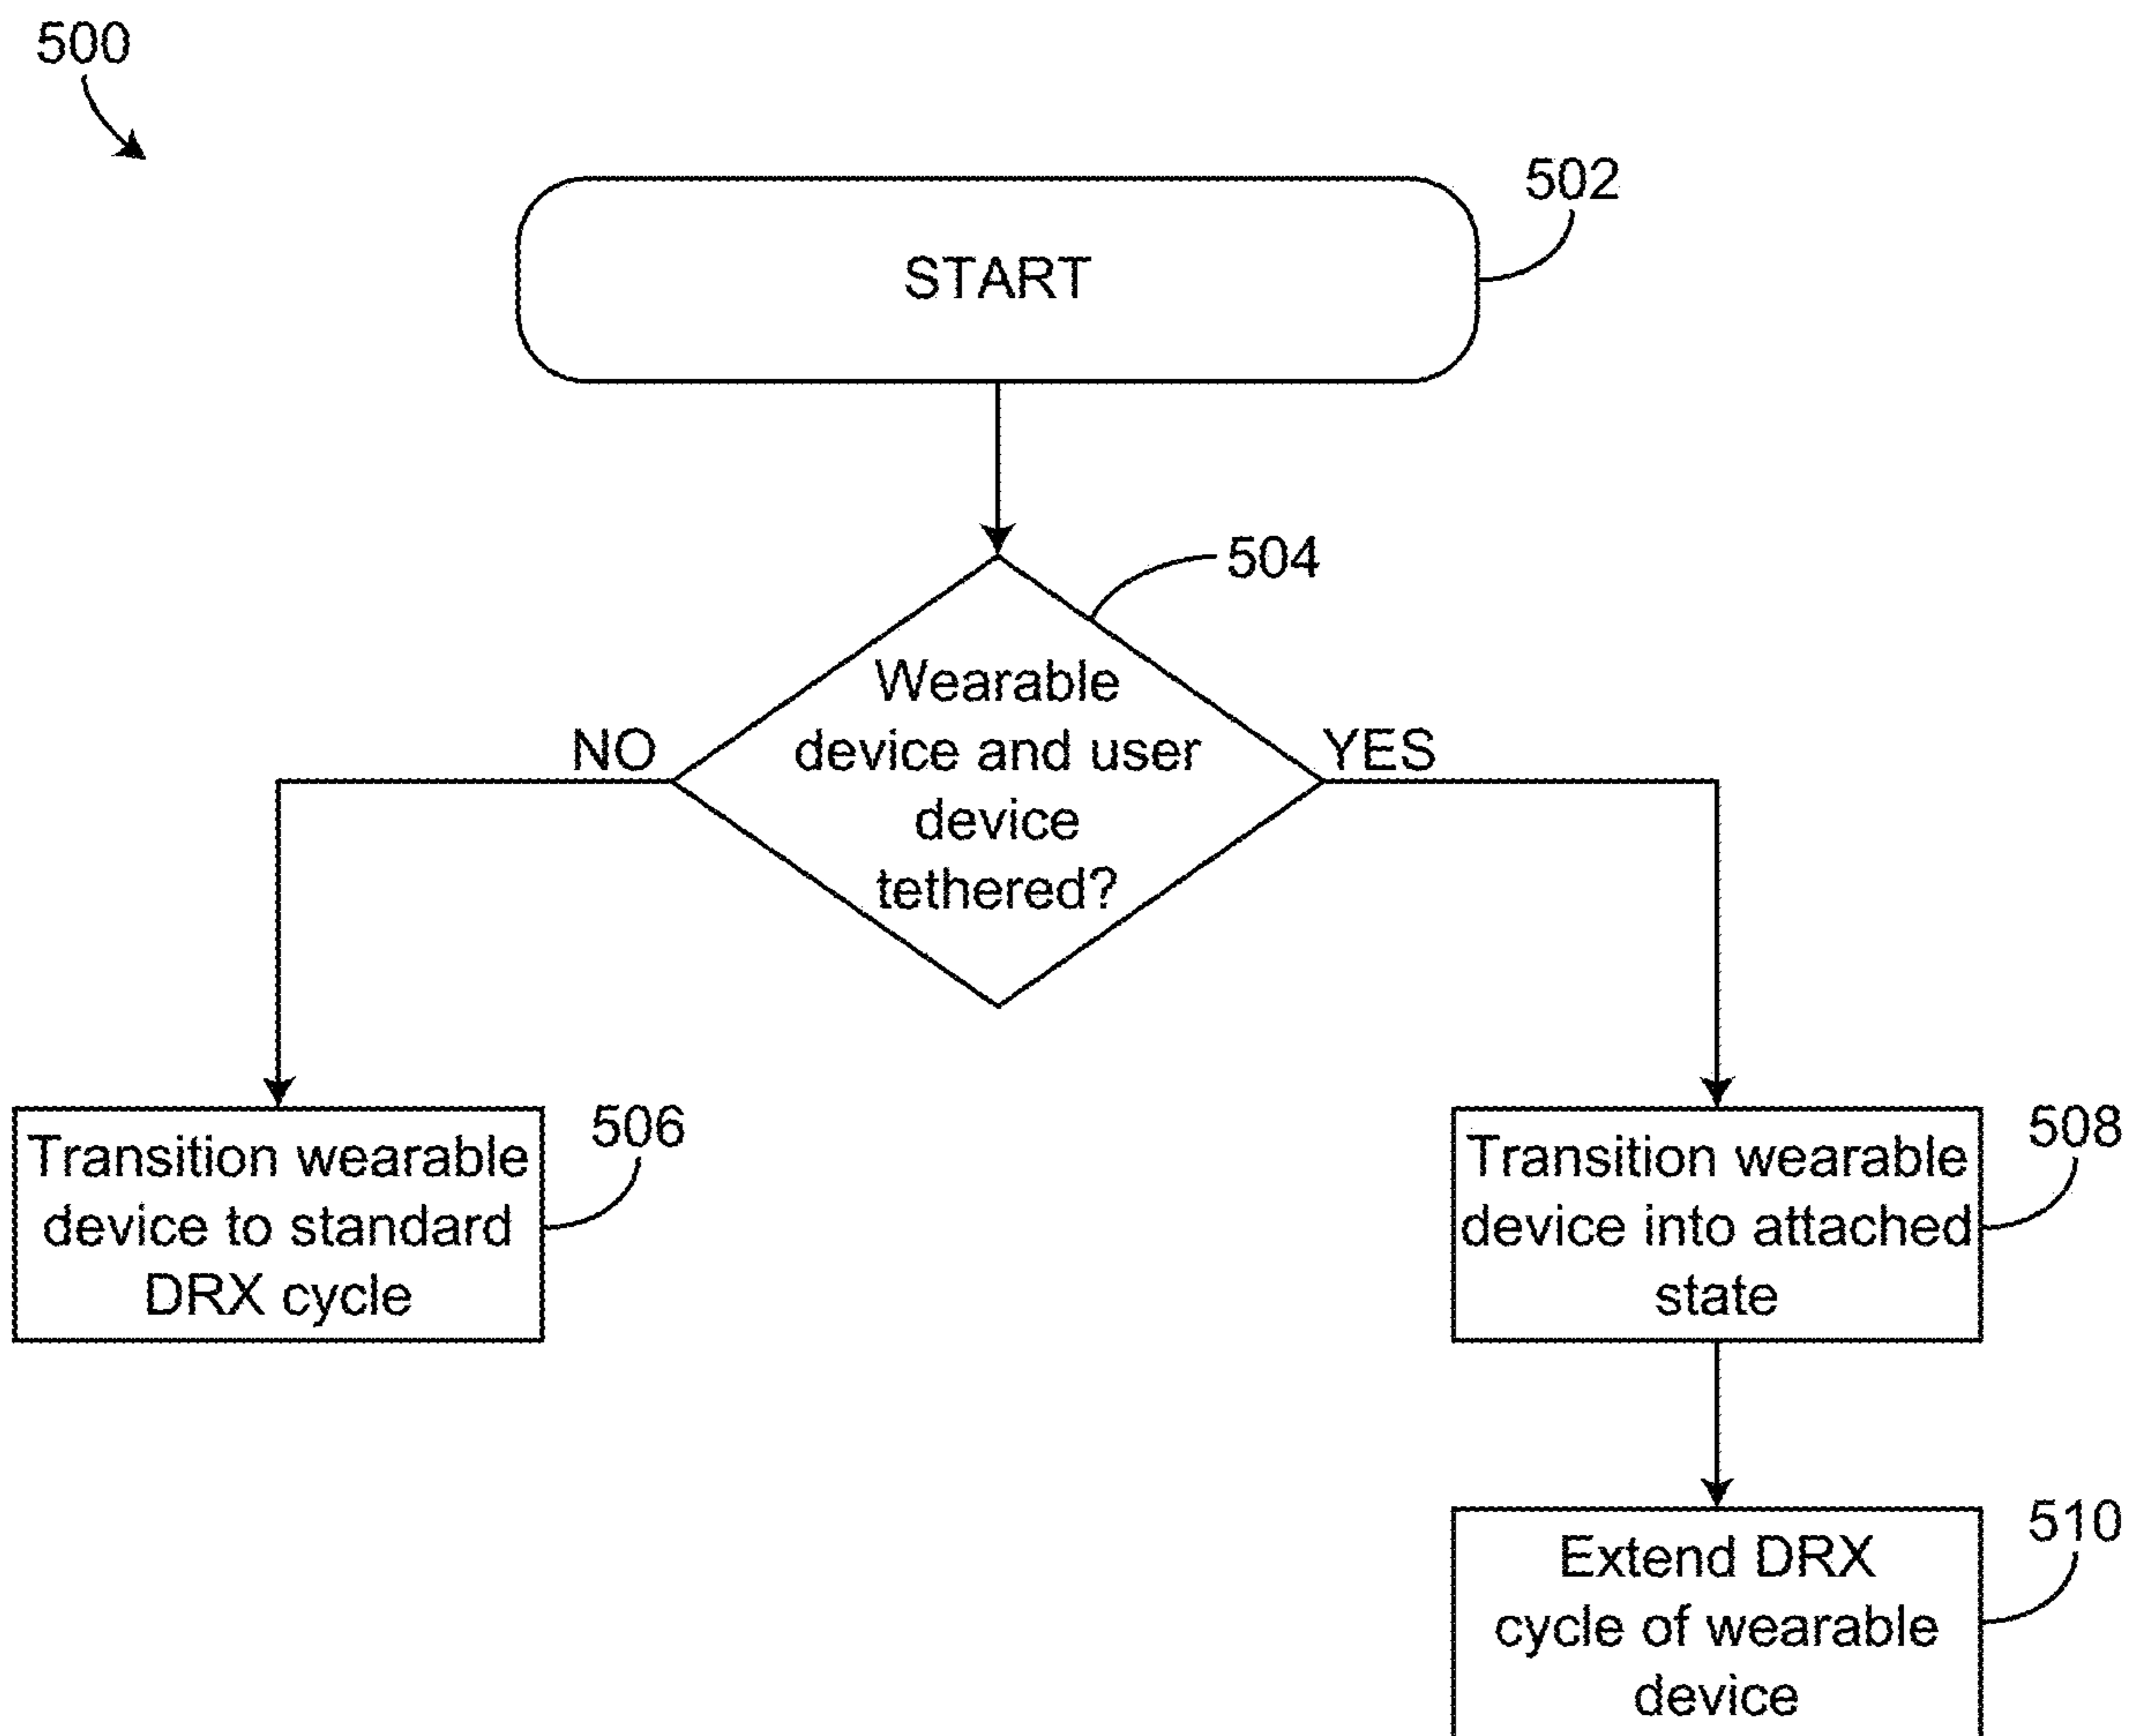 500
START
502
504
Wearable
device and user
device
tethered?
NO
YES
Transition wearable
device to standard
DRX cycle
506
Transition wearable
device into attached
state
508
Extend DRX
cycle of wearable
device
510